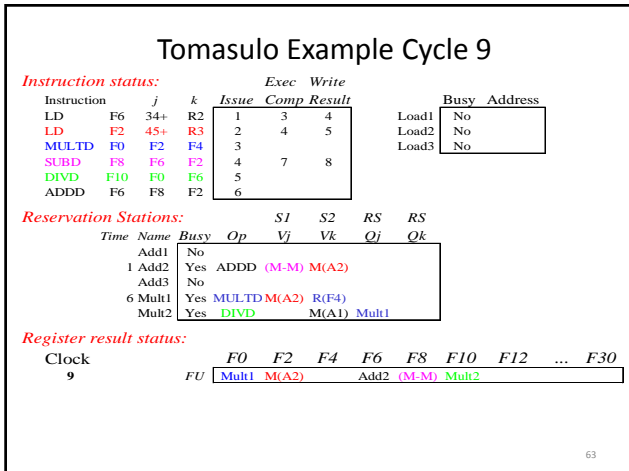 Tomasulo Example Cycle 9
Instruction status: Exec Write
Instruction j k Issue Comp Result Busy Address
LD F6 34+ R2 1 3 4 Load1 No
LD F2 45+ R3 2 4 5 Load2 No
MULTD F0 F2 F4 3 Load3 No
SUBD F8 F6 F2 4 7 8
DIVD F10 F0 F6 5
ADDD F6 F8 F2 6
Reservation Stations: S1 S2 RS RS
Time Name Busy Op Vj Vk Qj Qk
Add1 No
1 Add2 Yes ADDD (M-M) M(A2)
Add3 No
6 Mult1 Yes MULTD M(A2) R(F4)
Mult2 Yes DIVD M(A1) Mult1
Register result status:
Clock F0 F2 F4 F6 F8 F10 F12 ... F30
9 FU Mult1 M(A2) Add2 (M-M) Mult2
63